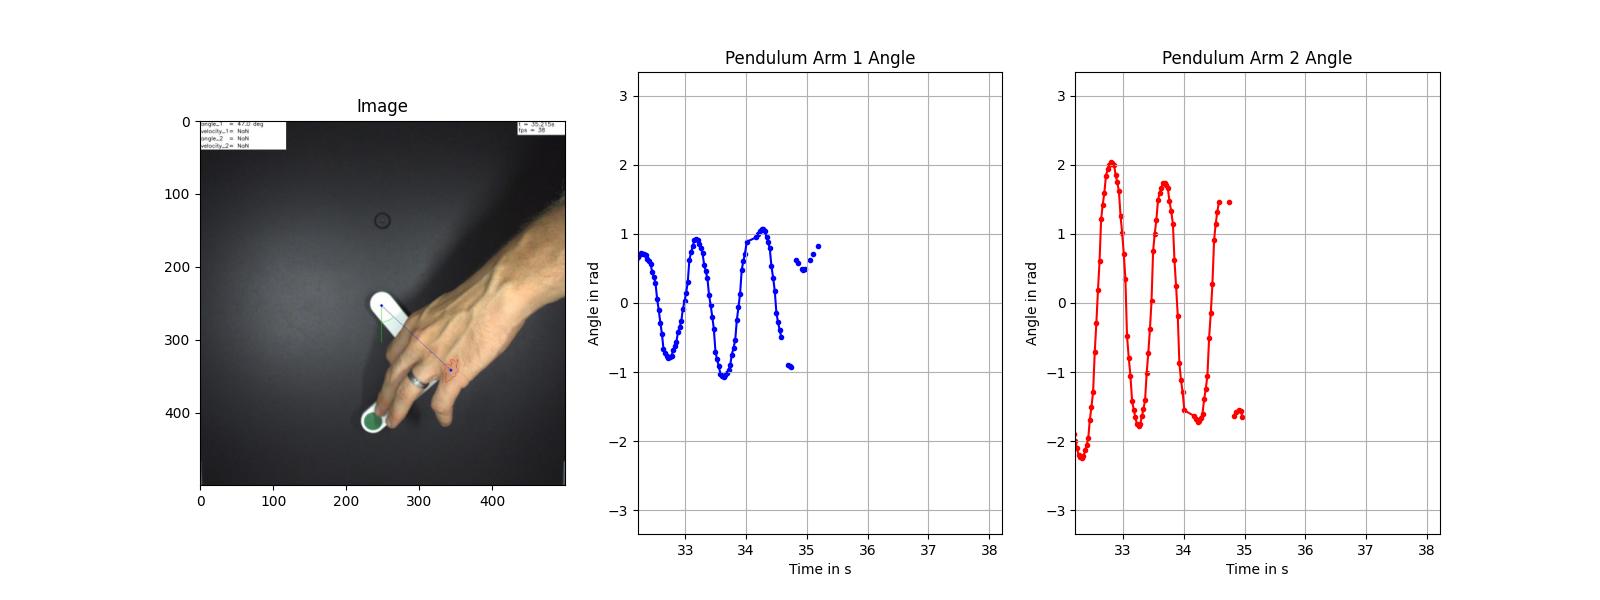 Image
Pendulum Arm 1 Angle
Pendulum Arm 2 Angle
angle_1 = 47.0 deg
velocity_1= NaN
angle_2 = NaN
velocity_2= NaN
t = 35.215s
fps = 38
0
100
200
300
400
0
100
200
300
400
Angle in rad
3
2
1
0
−1
−2
−3
33
34
35
36
37
38
Time in s
Angle in rad
3
2
1
0
−1
−2
−3
33
34
35
36
37
38
Time in s